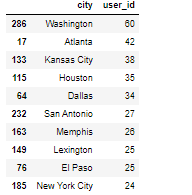 city user_id
286 Washington 60
17 Atlanta 42
133 Kansas City 38
115 Houston 35
64 Dallas 34
232 San Antonio 27
163 Memphis 26
149 Lexington 25
76 El Paso 25
185 New York City 24